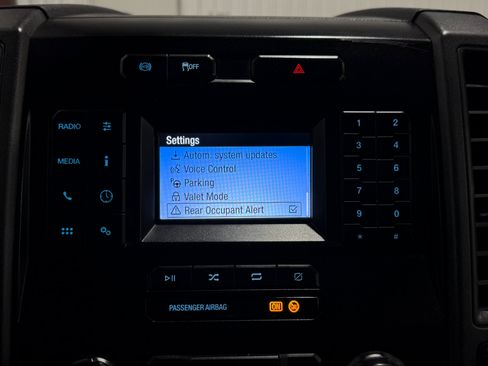 OFF
RADIO
MEDIA
Settings
Autom. system updates
Voice Control
Parking
Valet Mode
Rear Occupant Alert
1 2
3 4
5 6
7 8
9 0
* #
PASSENGER AIRBAG
ON